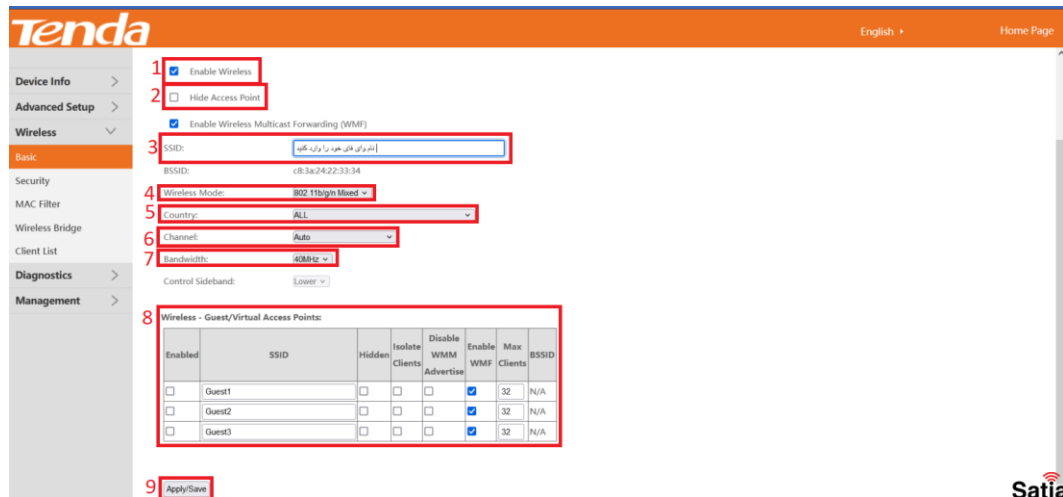 Tenda
English
Home Page
1 Enable Wireless
Device Info
2 Hide Access Point
Advanced Setup
Enable Wireless Multicast Forwarding (WMF)
Wireless
3 SSID: نام وای فای خود را وارد کنید
Basic
BSSID: c8:3a:24:22:33:34
Security
4 Wireless Mode: 802.11b/g/n Mixed
MAC Filter
5 Country: ALL
Wireless Bridge
6 Channel: Auto
Client List
7 Bandwidth: 40MHz
Diagnostics
Control Sideband: Lower
Management
8 Wireless - Guest/Virtual Access Points:
Enabled SSID Hidden Isolate Clients Disable WMM Advertise Enable WMF Max Clients BSSID
Guest1 32 N/A
Guest2 32 N/A
Guest3 32 N/A
9 Apply/Save
Satia